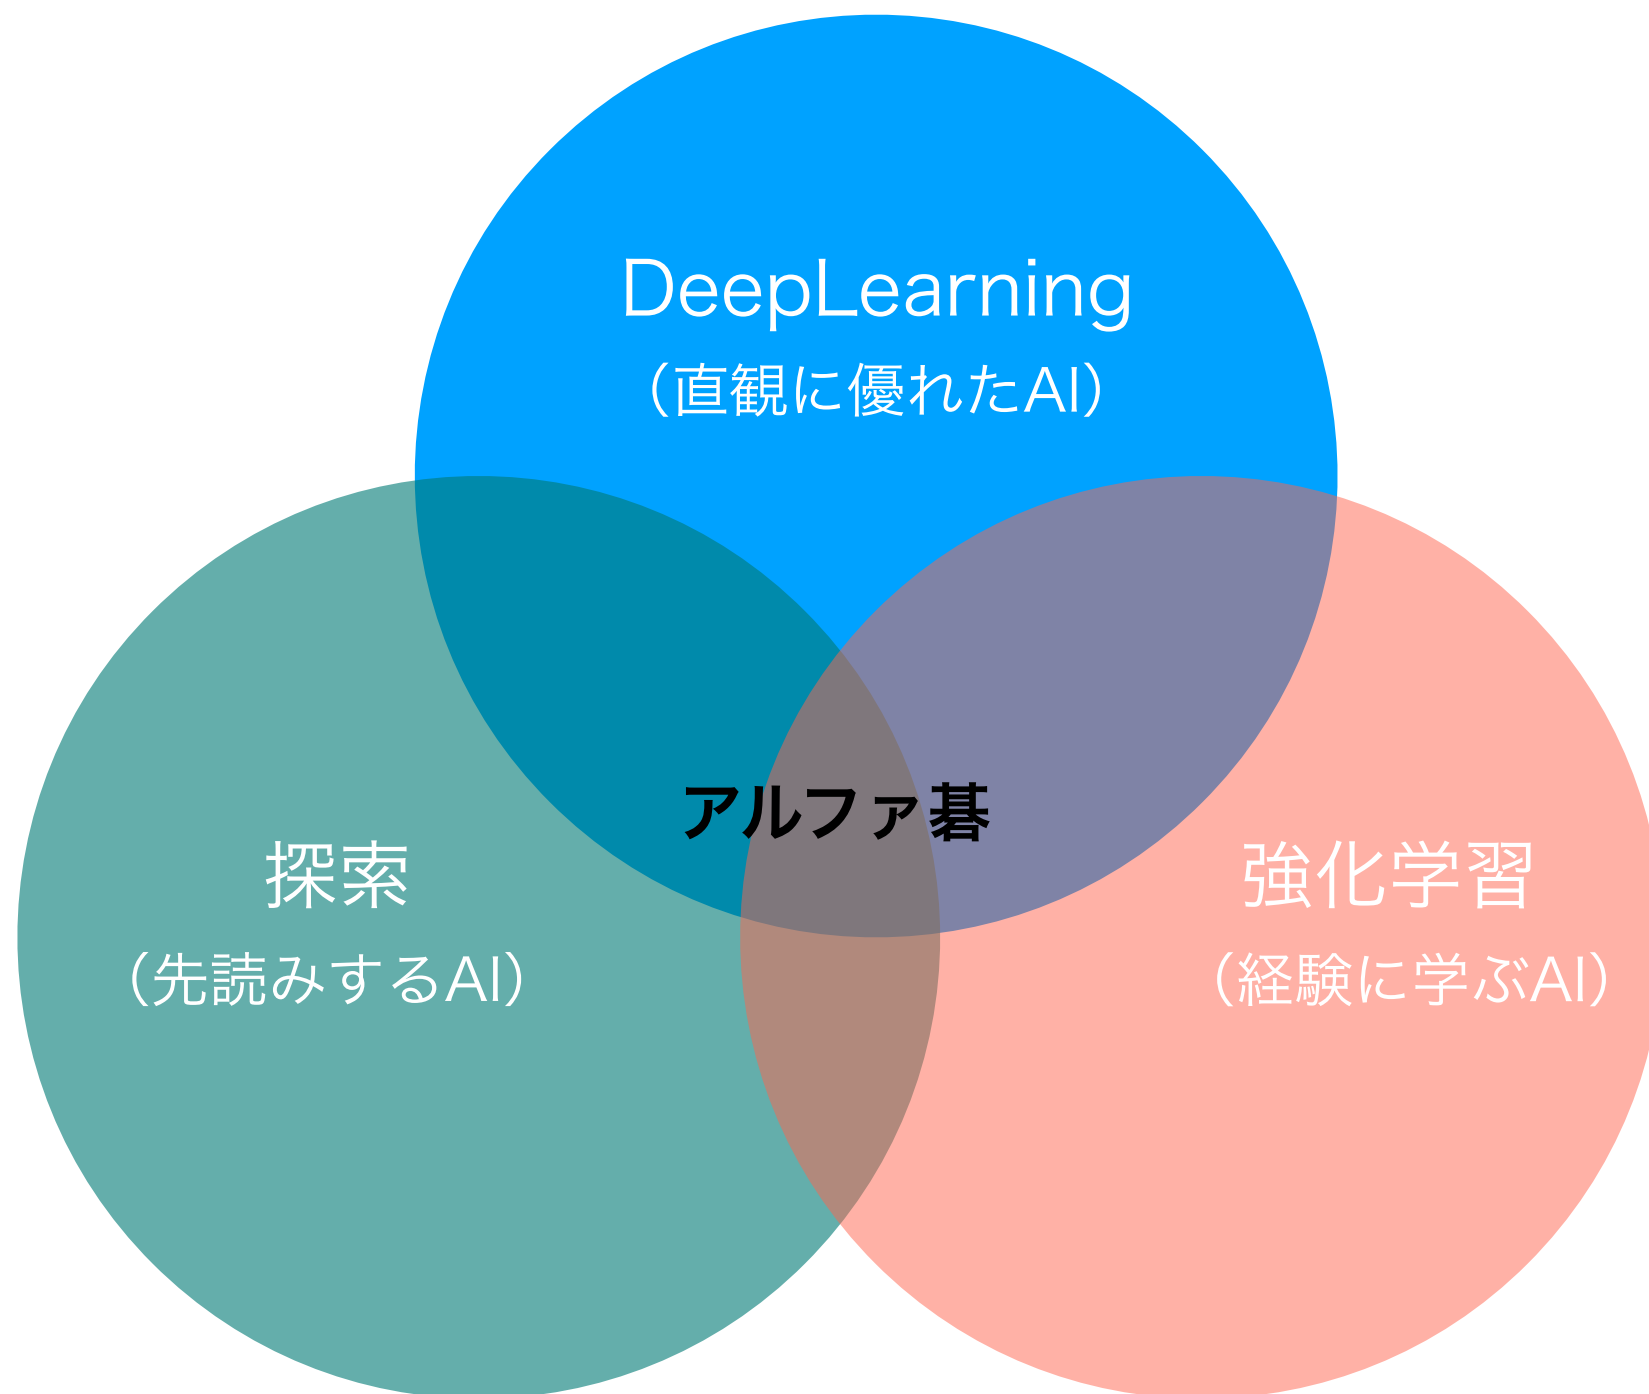 DeepLearning
（直観に優れたAI）
アルファ碁
探索
（先読みするAI）
強化学習
（経験に学ぶAI）